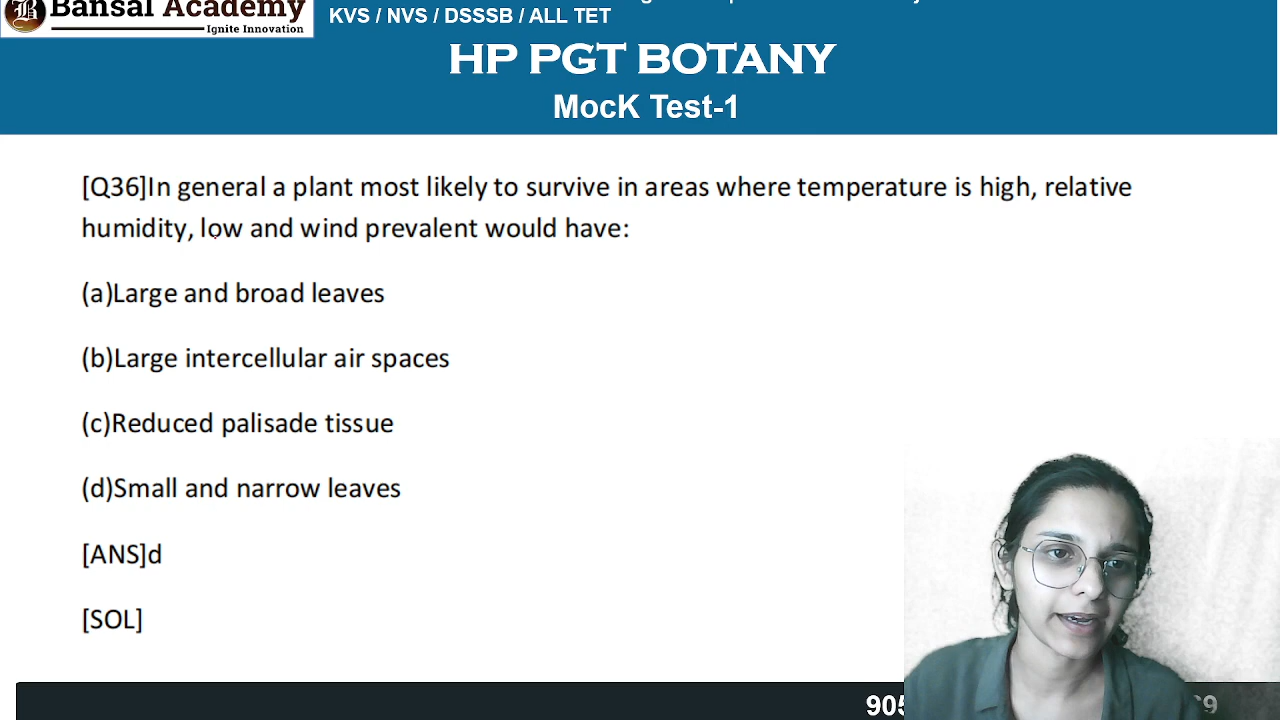 Bansal Academy
Ignite Innovation
KVS / NVS / DSSSB / ALL TET
HP PGT BOTANY
MocK Test-1
[Q36]In general a plant most likely to survive in areas where temperature is high, relative
humidity, low and wind prevalent would have:
(a)Large and broad leaves
(b)Large intercellular air spaces
(c)Reduced palisade tissue
(d)Small and narrow leaves
[ANS]d
[SOL]